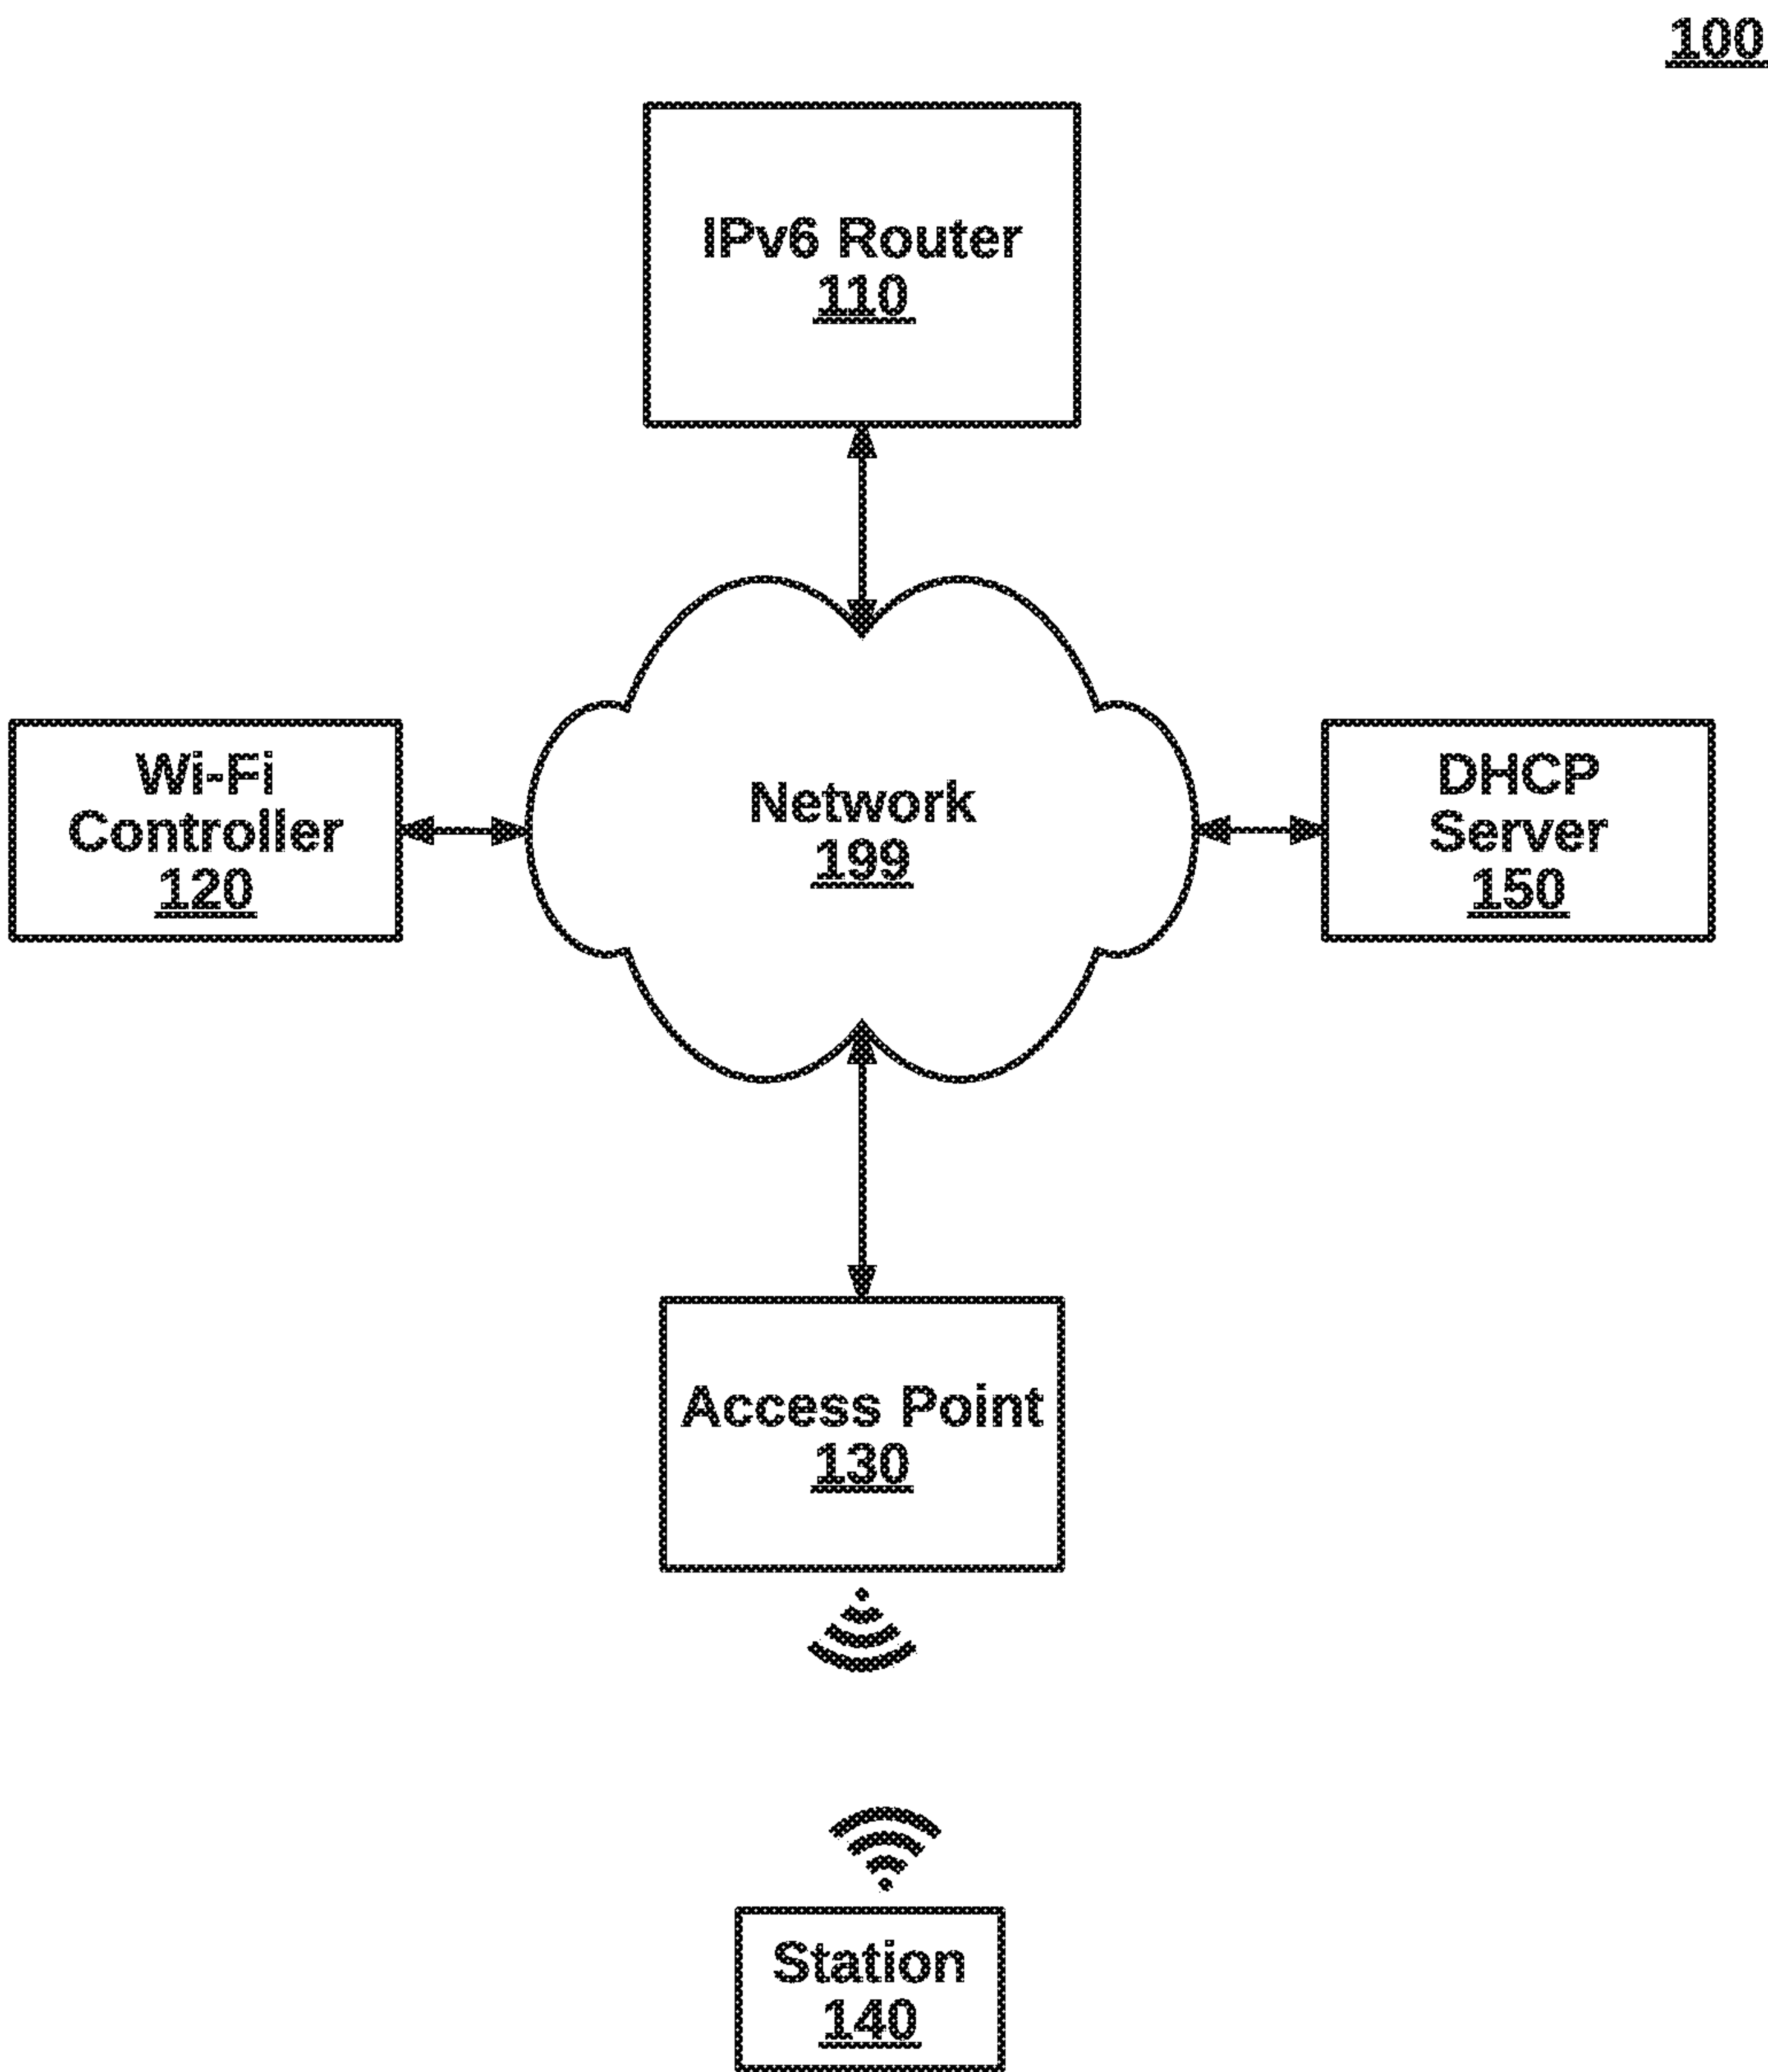 100
IPv6 Router
110
Wi-Fi
Controller
120
Network
199
DHCP
Server
150
Access Point
130
Station
140